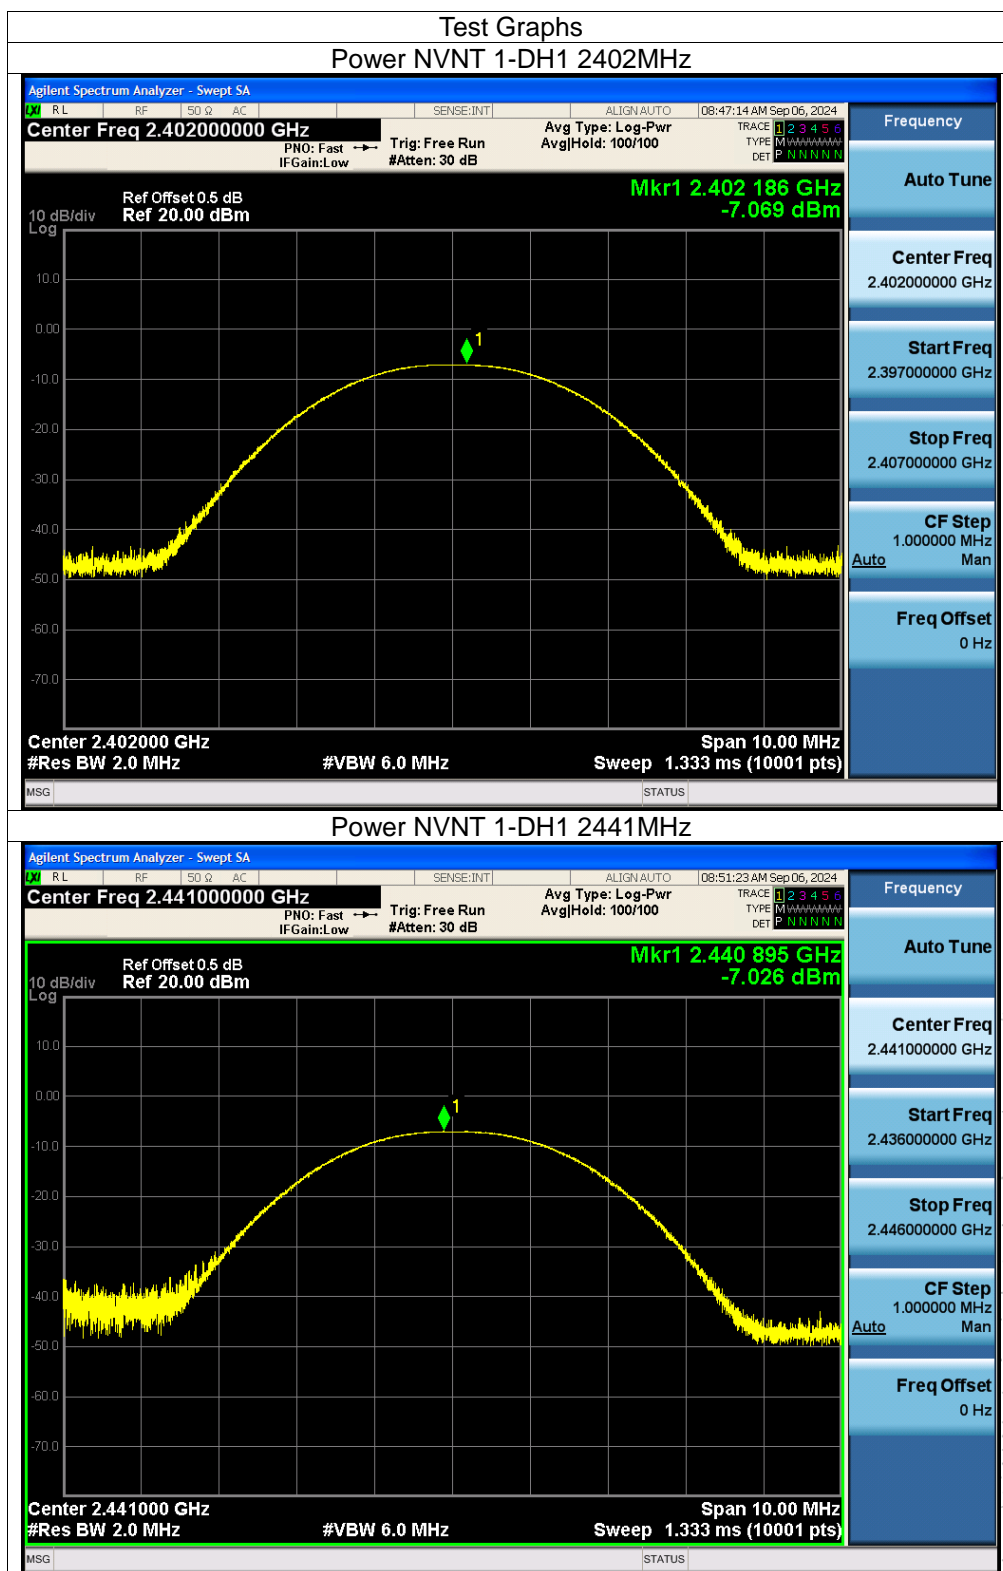 Test Graphs
Power NVNT 1-DH1 2402MHz
Agilent Spectrum Analyzer - Swept SA
LXI RL RF 50 Ω AC SENSE:INT ALIGN AUTO 08:47:14 AM Sep 06, 2024
Center Freq 2.402000000 GHz
PNO: Fast
IFGain:Low
Trig: Free Run
#Atten: 30 dB
Avg Type: Log-Pwr
Avg|Hold: 100/100
TRACE 1 2 3 4 5 6
TYPE M WWWWW
DET P N N N N N
Ref Offset 0.5 dB
Ref 20.00 dBm
10 dB/div
Log
Mkr1 2.402 186 GHz
-7.069 dBm
1
10.0
0.00
-10.0
-20.0
-30.0
-40.0
-50.0
-60.0
-70.0
Center 2.402000 GHz
Span 10.00 MHz
#Res BW 2.0 MHz
#VBW 6.0 MHz
Sweep 1.333 ms (10001 pts)
MSG
STATUS
Frequency
Auto Tune
Center Freq
2.402000000 GHz
Start Freq
2.397000000 GHz
Stop Freq
2.407000000 GHz
CF Step
1.000000 MHz
Auto Man
Freq Offset
0 Hz
Power NVNT 1-DH1 2441MHz
Agilent Spectrum Analyzer - Swept SA
LXI RL RF 50 Ω AC SENSE:INT ALIGN AUTO 08:51:23 AM Sep 06, 2024
Center Freq 2.441000000 GHz
PNO: Fast
IFGain:Low
Trig: Free Run
#Atten: 30 dB
Avg Type: Log-Pwr
Avg|Hold: 100/100
TRACE 1 2 3 4 5 6
TYPE M WWWWW
DET P N N N N N
Ref Offset 0.5 dB
Ref 20.00 dBm
10 dB/div
Log
Mkr1 2.440 895 GHz
-7.026 dBm
1
10.0
0.00
-10.0
-20.0
-30.0
-40.0
-50.0
-60.0
-70.0
Center 2.441000 GHz
Span 10.00 MHz
#Res BW 2.0 MHz
#VBW 6.0 MHz
Sweep 1.333 ms (10001 pts)
MSG
STATUS
Frequency
Auto Tune
Center Freq
2.441000000 GHz
Start Freq
2.436000000 GHz
Stop Freq
2.446000000 GHz
CF Step
1.000000 MHz
Auto Man
Freq Offset
0 Hz